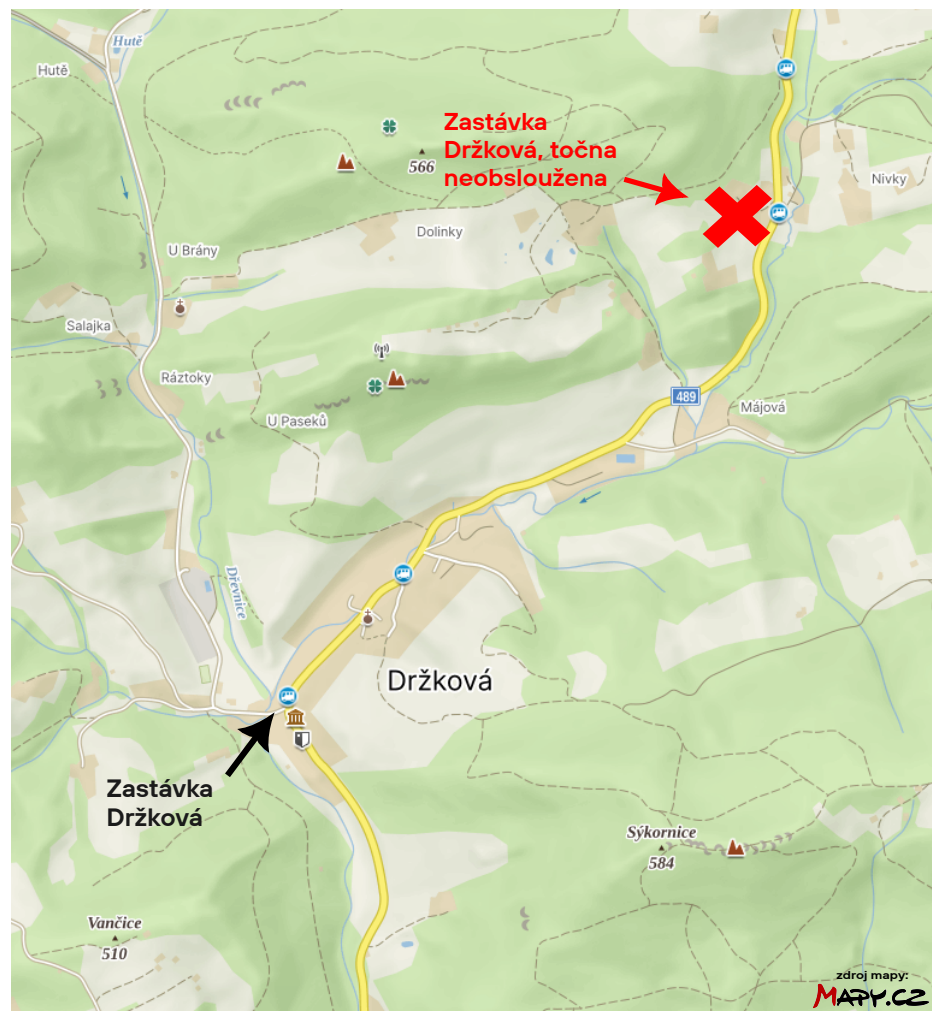 Hutě
Hutě
Zastávka
Držková, točna
neobsloužena
566
Nivky
Dolinky
U Brány
Salajka
Ráztoky
489
Májová
U Paseků
Dřevnice
Držková
Zastávka
Držková
Sýkornice
584
Vančice
510
zdroj mapy:
MAPY.CZ